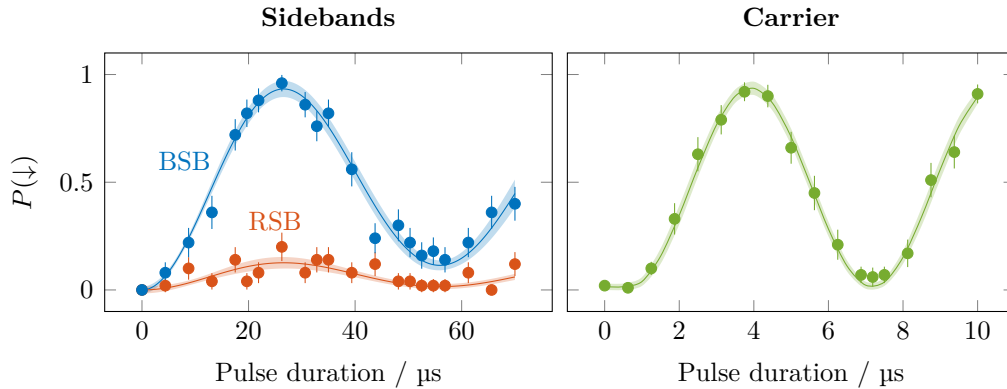 Sidebands
Carrier
P(↓)
1
0.5
0
BSB
RSB
0 20 40 60
0 2 4 6 8 10
Pulse duration / µs
Pulse duration / µs